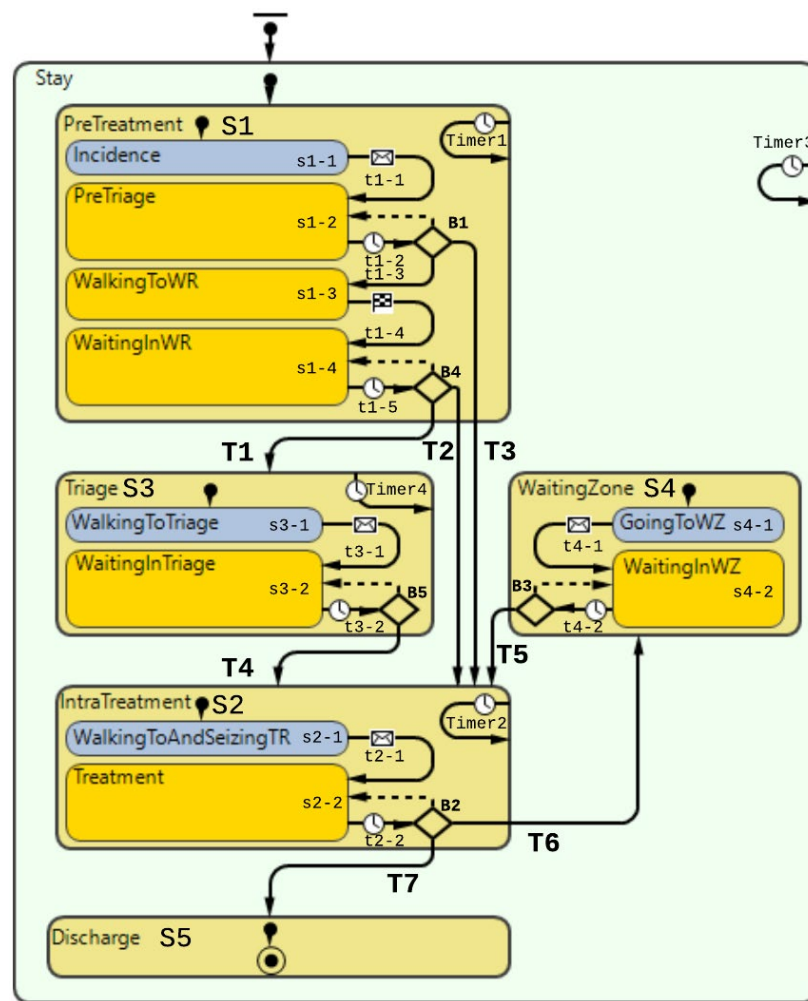 Stay
PreTreatment S1
Timer1
Timer3
Incidence s1-1
t1-1
PreTriage
s1-2
B1
t1-2
t1-3
WalkingToWR
s1-3
t1-4
WaitingInWR
s1-4
B4
t1-5
T1 T2 T3
Triage S3
Timer4
WaitingZone S4
WalkingToTriage s3-1
t3-1
GoingToWZ s4-1
t4-1
WaitingInTriage
s3-2
B5
t3-2
WaitingInWZ
s4-2
B3
t4-2
T4
T5
IntraTreatment S2
Timer2
WalkingToAndSeizingTR s2-1
t2-1
Treatment
s2-2
B2
t2-2
T6
T7
Discharge S5